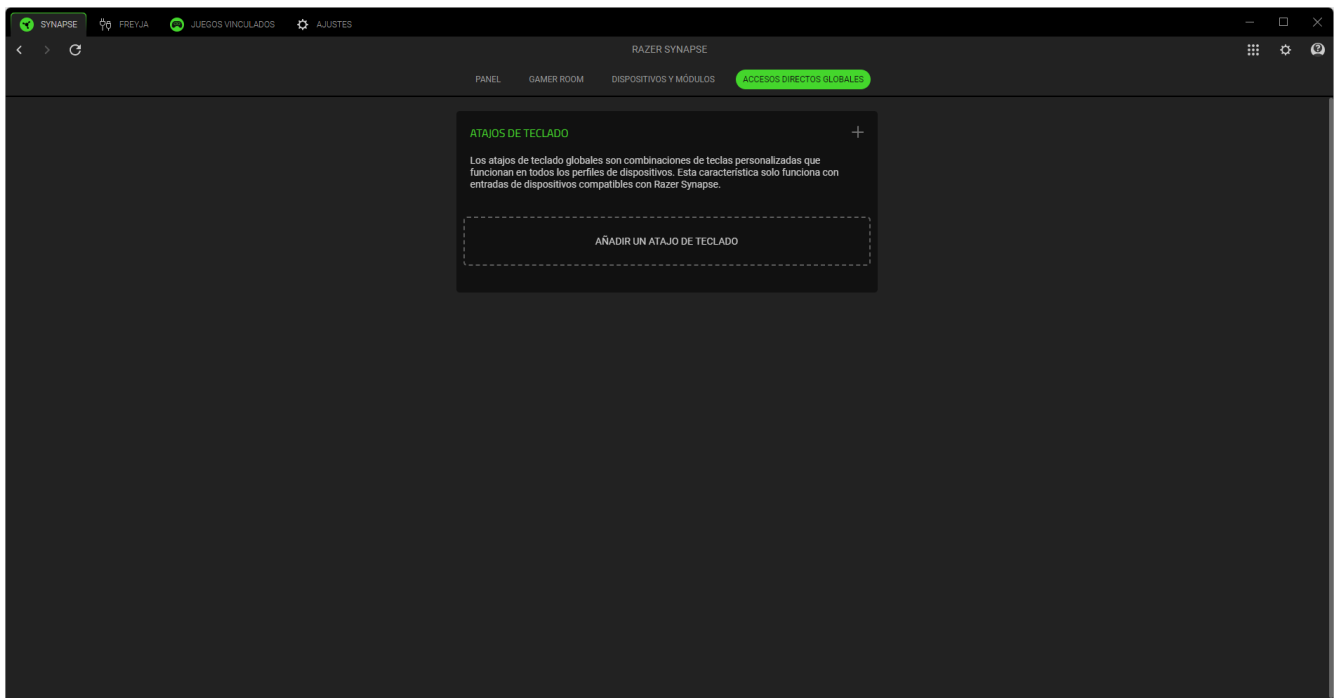 SYNAPSE
FREYJA
JUEGOS VINCULADOS
AJUSTES
RAZER SYNAPSE
PANEL
GAMER ROOM
DISPOSITIVOS Y MÓDULOS
ACCESOS DIRECTOS GLOBALES
ATAJOS DE TECLADO
Los atajos de teclado globales son combinaciones de teclas personalizadas que
funcionan en todos los perfiles de dispositivos. Esta característica solo funciona con
entradas de dispositivos compatibles con Razer Synapse.
AÑADIR UN ATAJO DE TECLADO